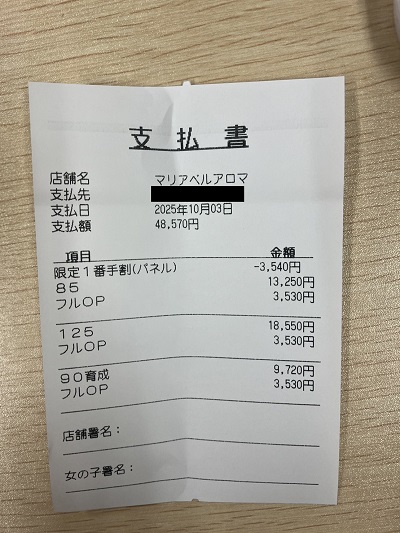 支払書
店舗名 マリアベルアロマ
支払先
支払日 2025年10月03日
支払額 48,570円
項目 金額
限定1番手割(パネル) -3,540円
85 13,250円
フルOP 3,530円
125 18,550円
フルOP 3,530円
90育成 9,720円
フルOP 3,530円
店舗署名：
女の子署名：